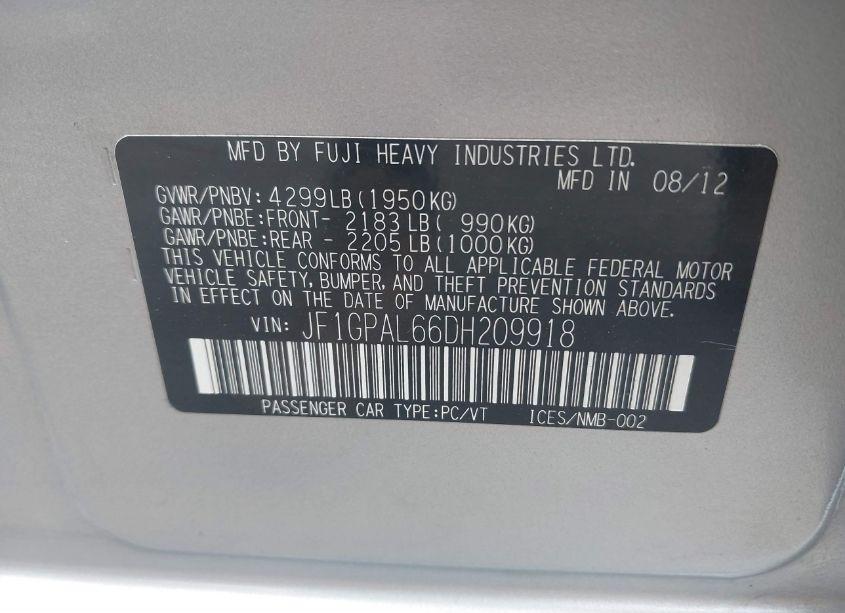 MFD BY FUJI HEAVY INDUSTRIES LTD.
MFD IN 08/12
GVWR/PNBV: 4299LB(1950KG)
GAWR/PNBE:FRONT- 2183LB( 990KG)
GAWR/PNBE:REAR - 2205LB(1000KG)
THIS VEHICLE CONFORMS TO ALL APPLICABLE FEDERAL MOTOR
VEHICLE SAFETY, BUMPER, AND THEFT PREVENTION STANDARDS
IN EFFECT ON THE DATE OF MANUFACTURE SHOWN ABOVE.
VIN: JF1GPAL66DH209918
PASSENGER CAR TYPE:PC/VT ICES/NMB-002